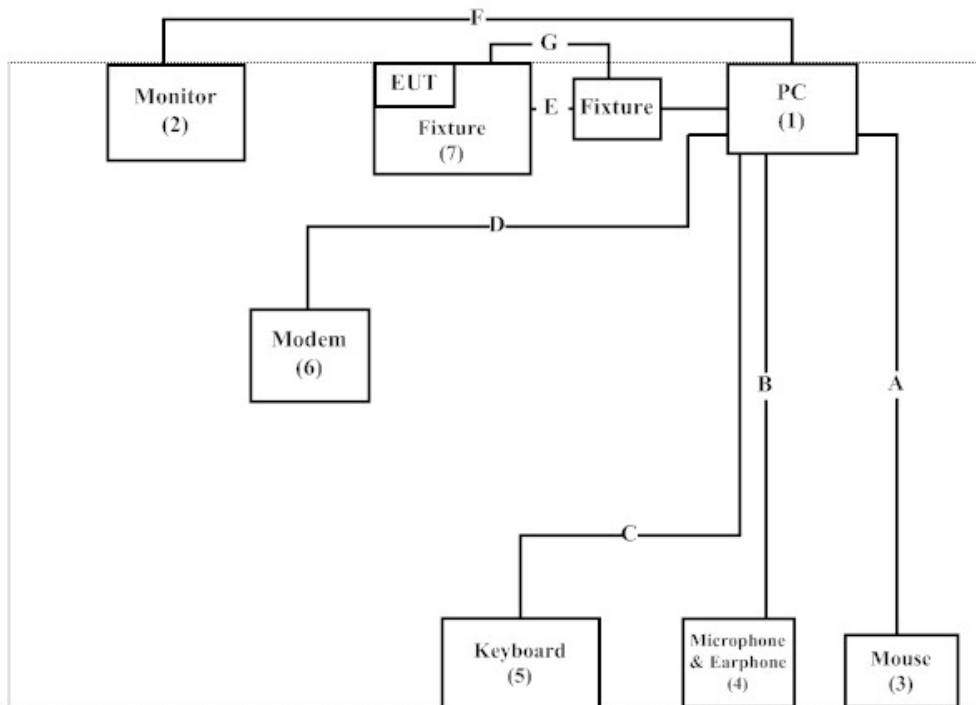 F
G
Monitor
(2)
EUT
Fixture
(7)
E
Fixture
PC
(1)
D
Modem
(6)
B
A
C
Keyboard
(5)
Microphone
& Earphone
(4)
Mouse
(3)